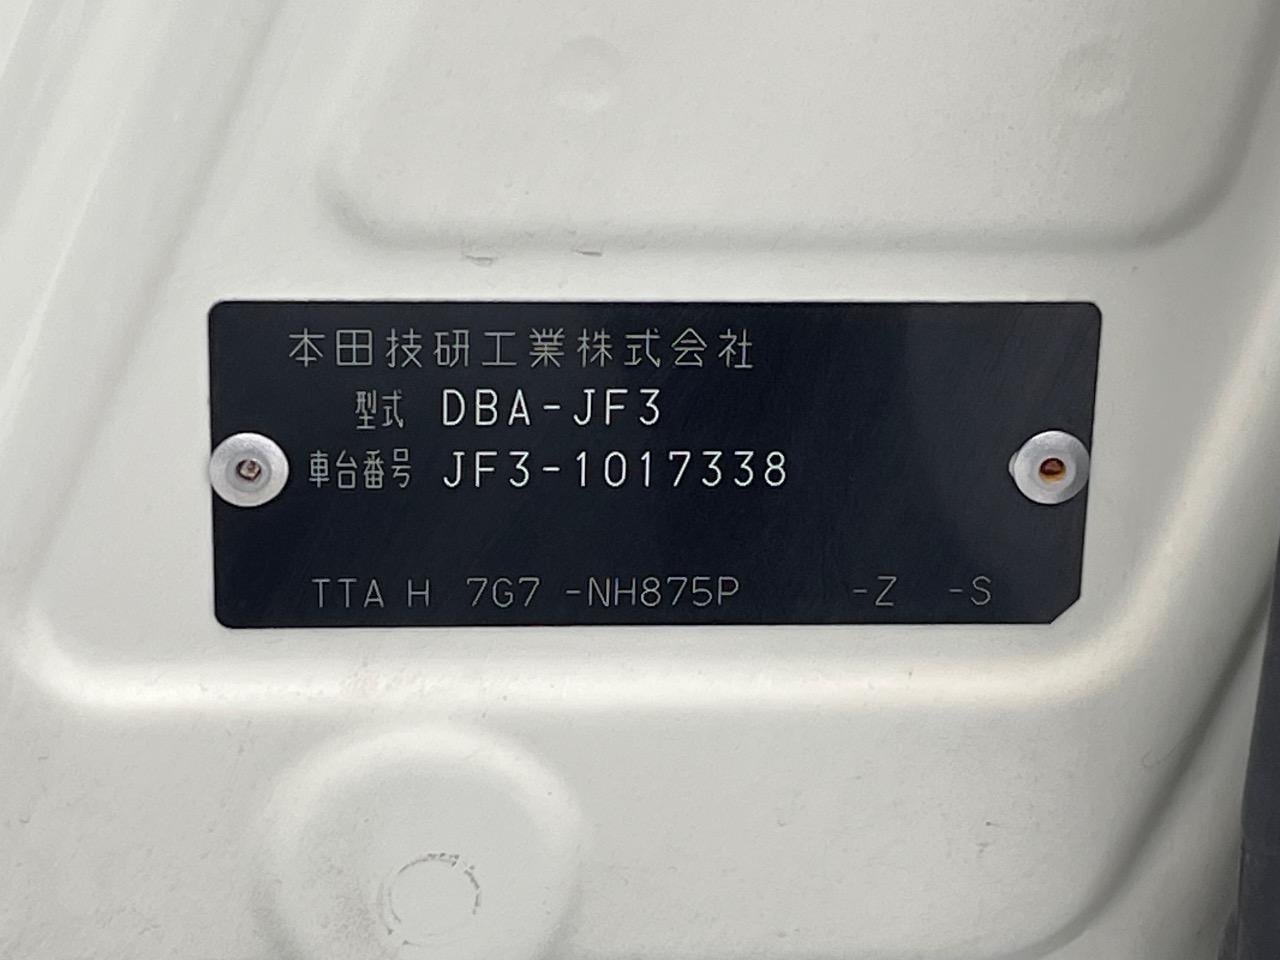 本田技研工業株式会社
型式 DBA-JF3
車台番号 JF3-1017338
TTA H 7G7 -NH875P -Z -S